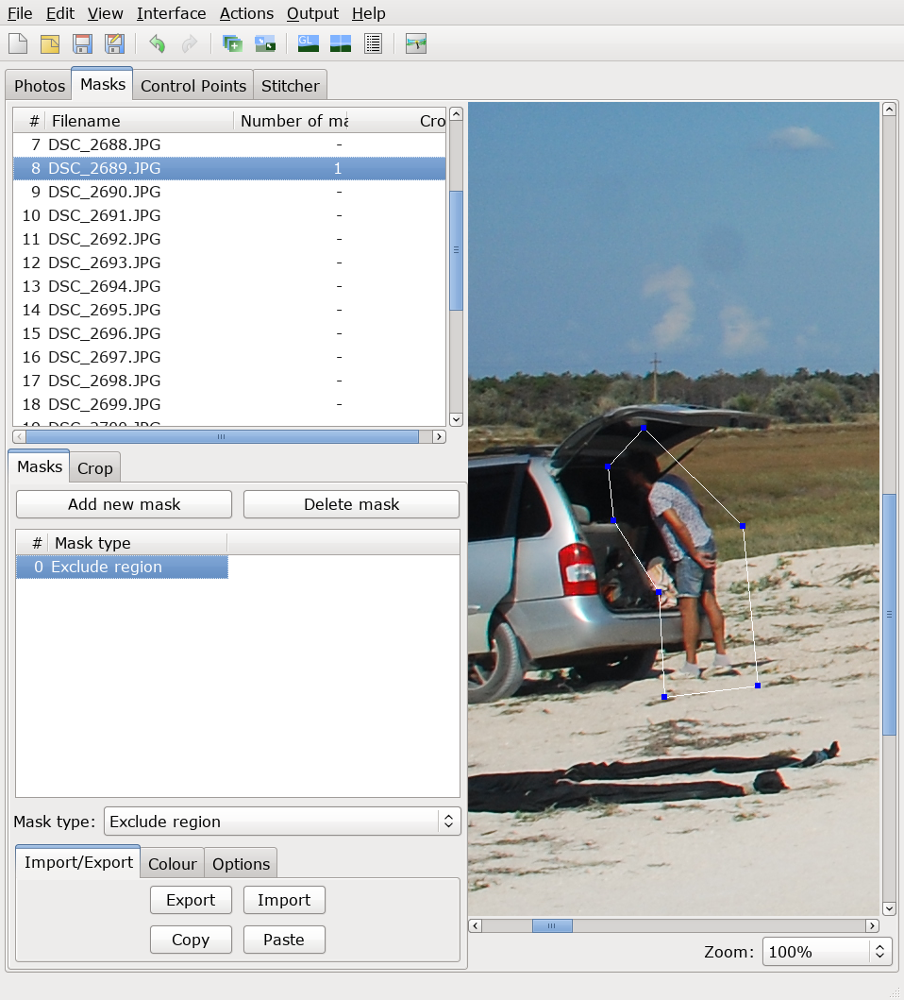 File Edit View Interface Actions Output Help
GL
Photos Masks Control Points Stitcher
# Filename Number of ma Cro
7 DSC_2688.JPG -
8 DSC_2689.JPG 1
9 DSC_2690.JPG -
10 DSC_2691.JPG -
11 DSC_2692.JPG -
12 DSC_2693.JPG -
13 DSC_2694.JPG -
14 DSC_2695.JPG -
15 DSC_2696.JPG -
16 DSC_2697.JPG -
17 DSC_2698.JPG -
18 DSC_2699.JPG -
Masks Crop
Add new mask Delete mask
# Mask type
0 Exclude region
Mask type: Exclude region
Import/Export Colour Options
Export Import
Copy Paste
Zoom: 100%